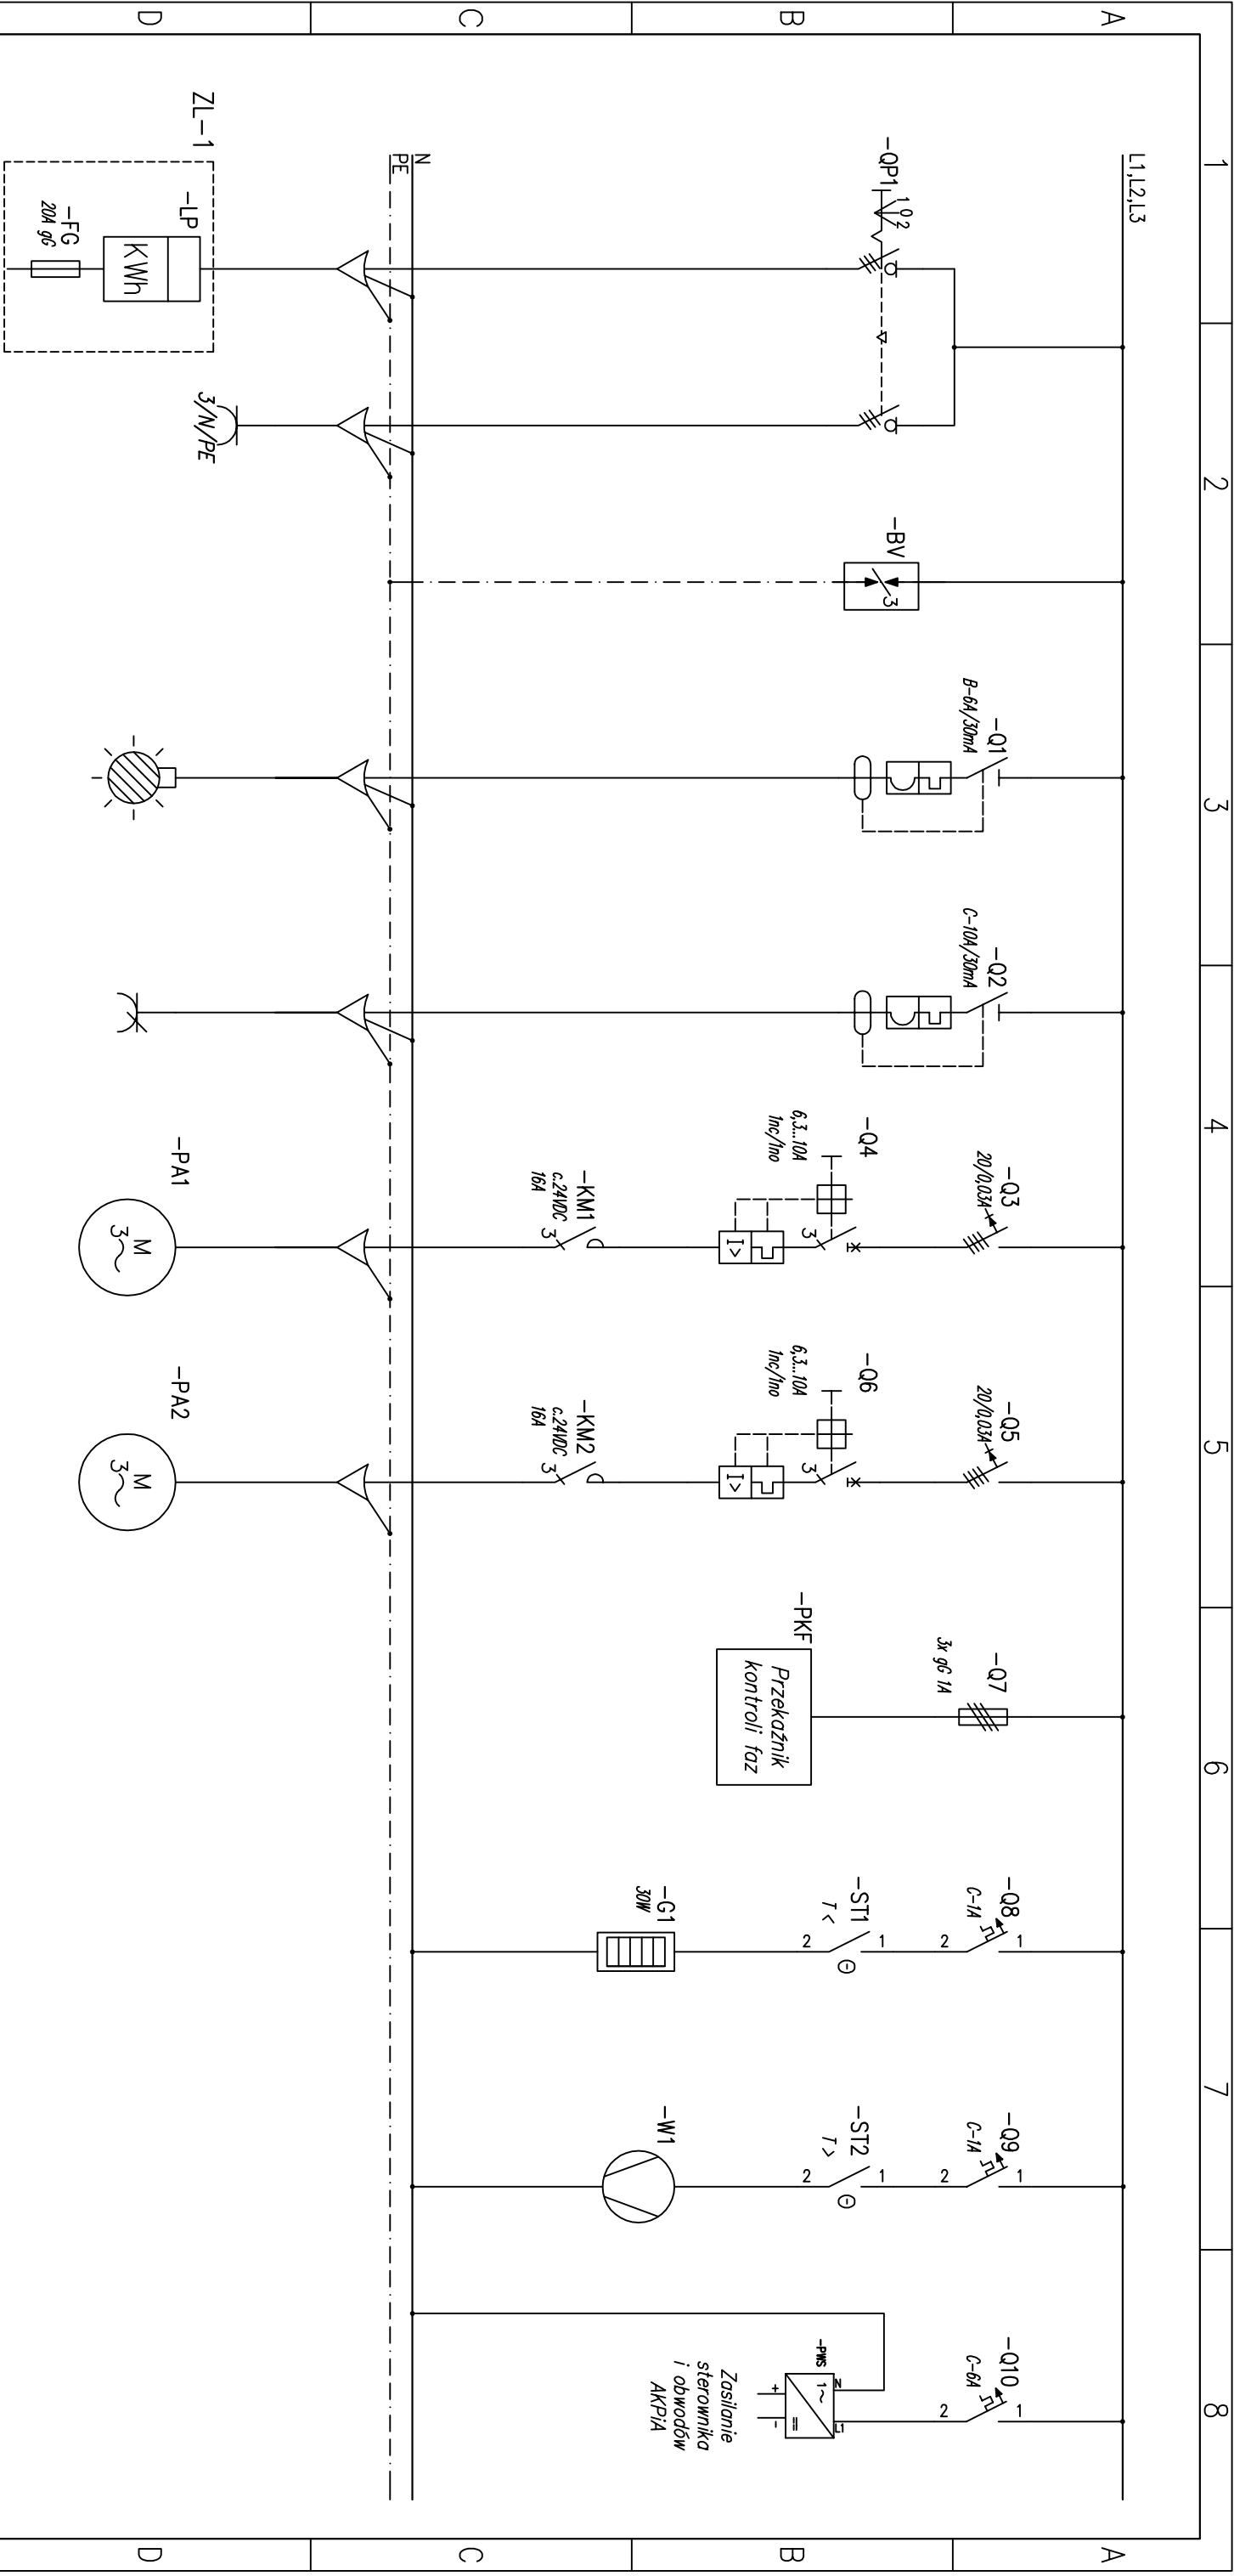 1 2 3 4 5 6 7 8
A
B
C
D
A
B
C
D
L1,L2,L3
N
PE
-QP1
1 0 2
ZL-1
-LP
KWh
-FG
20A gG
3/N/PE
-BV
3
-Q1
B-6A/30mA
-Q2
C-10A/30mA
-Q3
20/0,03A
-Q4
6,3...10A
1nc/1no
3
I>
-KM1
c.24VDC
16A
3
-PA1
M
3~
-Q5
20/0,03A
-Q6
6,3...10A
1nc/1no
3
I>
-KM2
c.24VDC
16A
3
-PA2
M
3~
-Q7
3x gG 1A
-PKF
Przekaźnik
kontroli faz
-Q8
C-1A
1
2
-ST1
T <
1
2
-G1
30W
-Q9
C-1A
1
2
-ST2
T >
1
2
-W1
-Q10
C-6A
1
2
-PWS
N
L1
1~
=
+
-
Zasilanie
sterownika
i obwodów
AKPiA